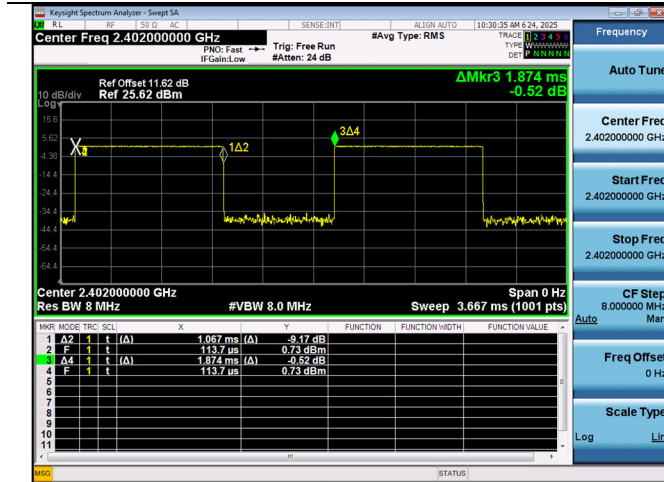 Keysight Spectrum Analyzer - Swept SA
RL RF 50 Ω AC SENSE:INT ALIGN AUTO 10:30:35 AM 6 24, 2025
Center Freq 2.402000000 GHz
PNO: Fast
IFGain:Low
Trig: Free Run
#Atten: 24 dB
#Avg Type: RMS
TRACE 1 2 3 4 5 6
TYPE WWWWWW
DET P N N N N N
Frequency
Auto Tune
Center Freq
2.402000000 GHz
Start Freq
2.402000000 GHz
Stop Freq
2.402000000 GHz
CF Step
8.000000 MHz
Auto Man
Freq Offset
0 Hz
Scale Type
Log Lin
ΔMkr3 1.874 ms
-0.52 dB
Ref Offset 11.62 dB
10 dB/div Ref 25.62 dBm
Log
15.6
5.62
-4.38
-14.4
-24.4
-34.4
-44.4
-54.4
-64.4
X
1Δ2
3Δ4
Center 2.402000000 GHz Span 0 Hz
Res BW 8 MHz #VBW 8.0 MHz Sweep 3.667 ms (1001 pts)
MKR MODE TRC SCL X Y FUNCTION FUNCTION WIDTH FUNCTION VALUE
1 Δ2 1 t (Δ) 1.067 ms (Δ) -9.17 dB
2 F 1 t 113.7 µs 0.73 dBm
3 Δ4 1 t (Δ) 1.874 ms (Δ) -0.52 dB
4 F 1 t 113.7 µs 0.73 dBm
5
6
7
8
9
10
11
MSG STATUS